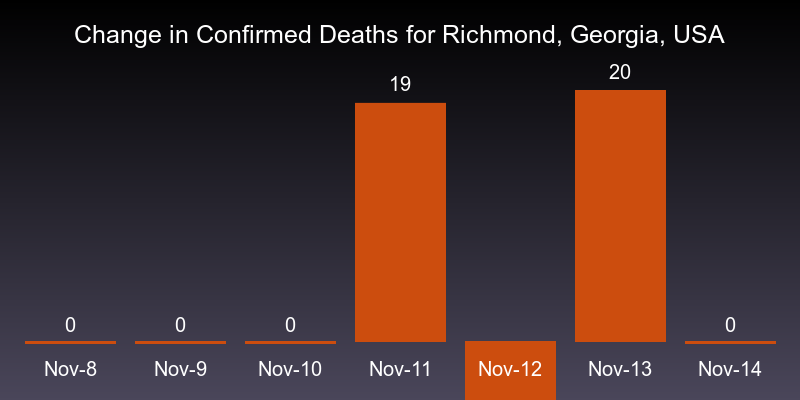 Change in Confirmed Deaths for Richmond, Georgia, USA
20
19
0 0 0 0
Nov-8 Nov-9 Nov-10 Nov-11 Nov-12 Nov-13 Nov-14